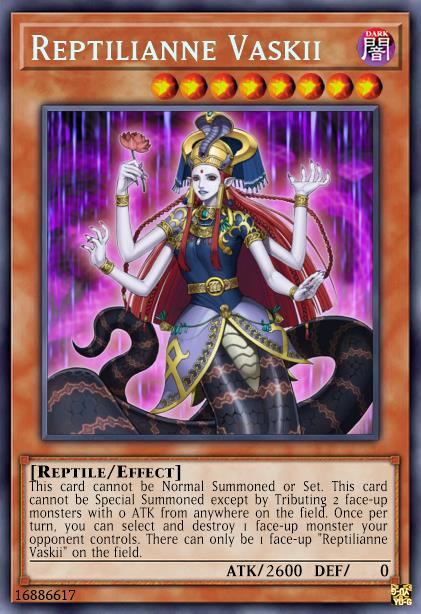 REPTILIANNE VASKII
DARK
闇
[REPTILE/EFFECT]
This card cannot be Normal Summoned or Set. This card
cannot be Special Summoned except by Tributing 2 face-up
monsters with 0 ATK from anywhere on the field. Once per
turn, you can select and destroy 1 face-up monster your
opponent controls. There can only be 1 face-up "Reptilianne
Vaskii" on the field.
ATK/2600 DEF/ 0
16886617